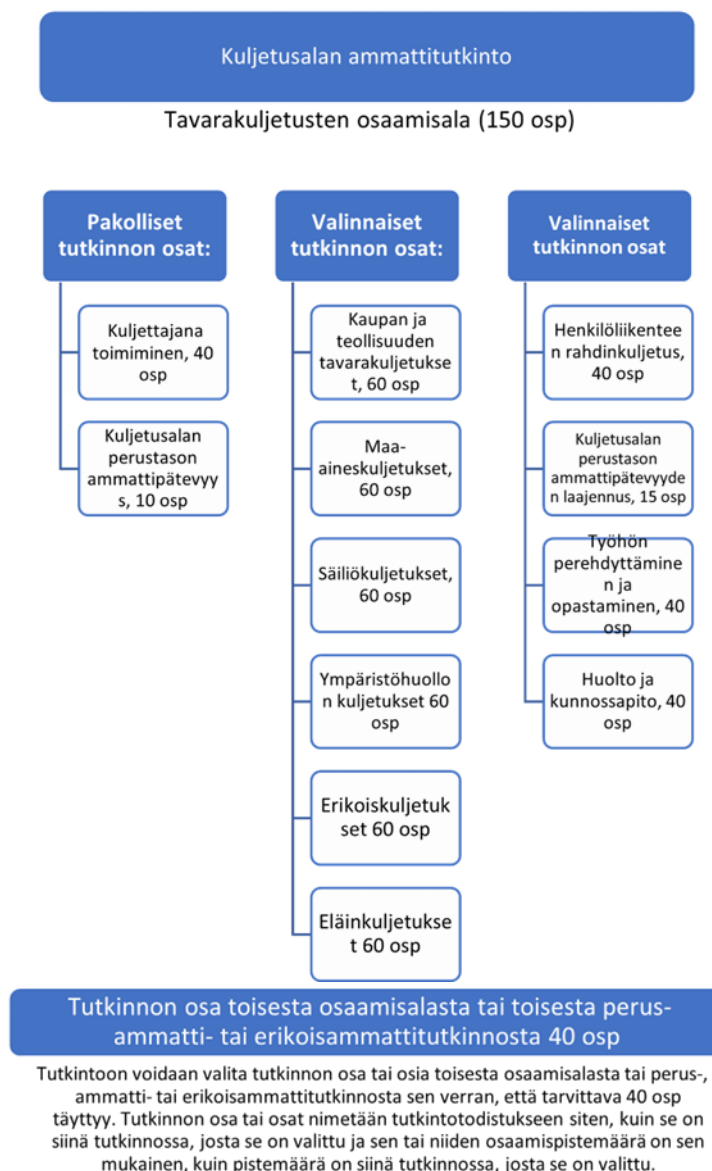 Kuljetusalan ammattitutkinto
Tavarakuljetusten osaamisala (150 osp)
Pakolliset
tutkinnon osat:
Kuljettajana
toimiminen, 40
osp
Kuljetusalan
perustason
ammattipätevyy
s, 10 osp
Valinnaiset
tutkinnon osat:
Kaupan ja
teollisuuden
tavarakuljetukse
t, 60 osp
Maa-
aineskuljetukset,
60 osp
Säiliökuljetukset,
60 osp
Ympäristöhuollo
n kuljetukset 60
osp
Erikoiskuljetuk
set 60 osp
Eläinkuljetukse
t 60 osp
Valinnaiset
tutkinnon osat
Henkilöliikentee
n rahdinkuljetus,
40 osp
Kuljetusalan
perustason
ammattipätevyyde
n laajennus, 15 osp
Työhön
perehdyttämine
n ja
opastaminen, 40
osp
Huolto ja
kunnossapito, 40
osp
Tutkinnon osa toisesta osaamisalasta tai toisesta perus-
ammatti- tai erikoisammattitutkinnosta 40 osp
Tutkintoon voidaan valita tutkinnon osa tai osia toisesta osaamisalasta tai perus-,
ammatti- tai erikoisammattitutkinnosta sen verran, että tarvittava 40 osp
täyttyy. Tutkinnon osa tai osat nimetään tutkintotodistukseen siten, kuin se on
siinä tutkinnossa, josta se on valittu ja sen tai niiden osaamispistemäärä on sen
mukainen, kuin pistemäärä on siinä tutkinnossa, josta se on valittu.